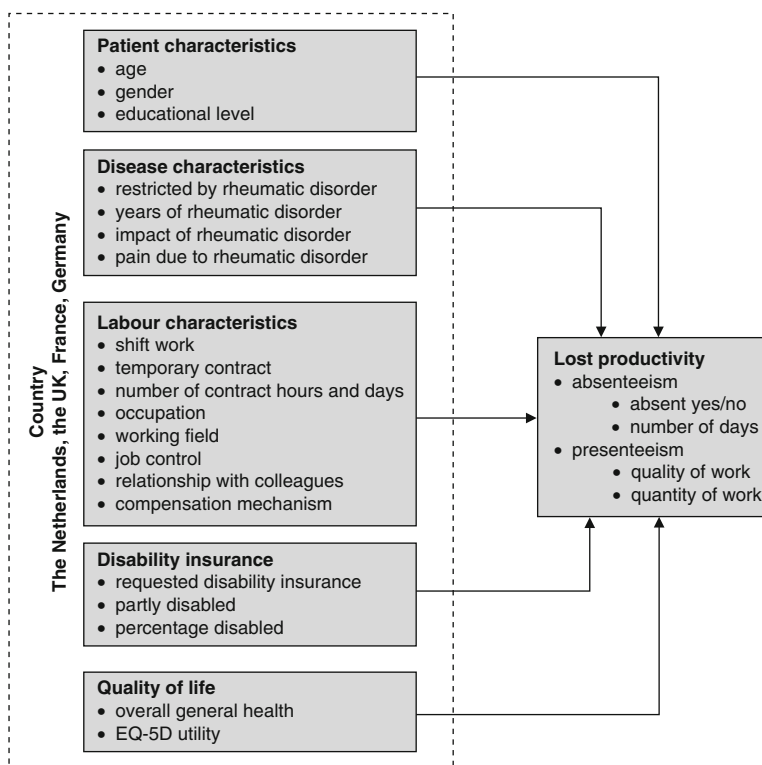 Country
The Netherlands, the UK, France, Germany
Patient characteristics
• age
• gender
• educational level
Disease characteristics
• restricted by rheumatic disorder
• years of rheumatic disorder
• impact of rheumatic disorder
• pain due to rheumatic disorder
Labour characteristics
• shift work
• temporary contract
• number of contract hours and days
• occupation
• working field
• job control
• relationship with colleagues
• compensation mechanism
Disability insurance
• requested disability insurance
• partly disabled
• percentage disabled
Quality of life
• overall general health
• EQ-5D utility
Lost productivity
• absenteeism
• absent yes/no
• number of days
• presenteeism
• quality of work
• quantity of work